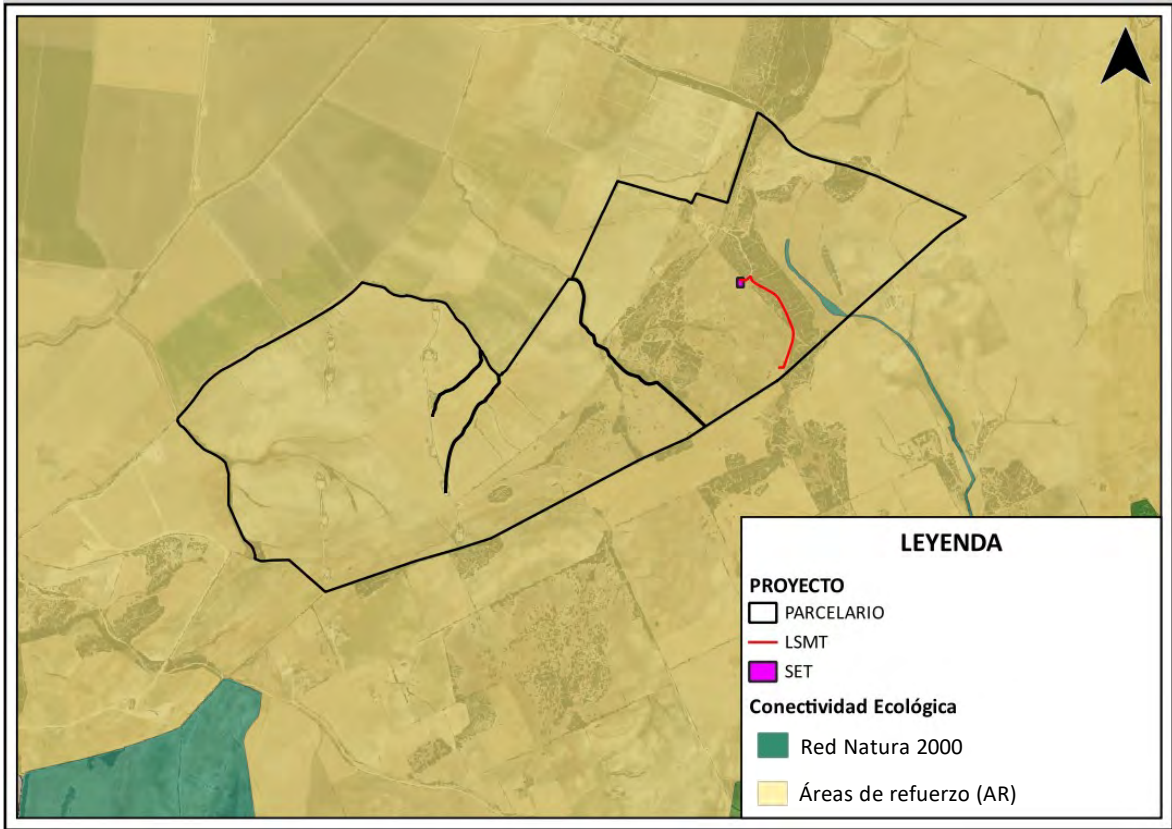 LEYENDA
PROYECTO
PARCELARIO
LSMT
SET
Conectividad Ecológica
Red Natura 2000
Áreas de refuerzo (AR)